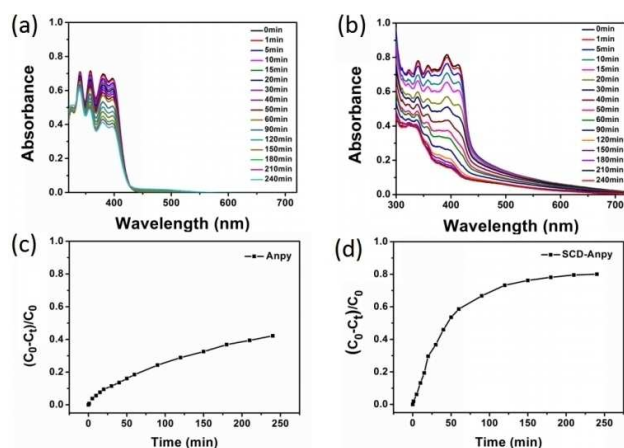 (a)
Absorbance
1.0
0.8
0.6
0.4
0.2
0.0
400
500
600
700
Wavelength (nm)
0min
1min
5min
10min
15min
20min
30min
40min
50min
60min
90min
120min
150min
180min
210min
240min
(b)
Absorbance
1.0
0.8
0.6
0.4
0.2
0.0
300
400
500
600
700
Wavelength (nm)
0min
1min
5min
10min
15min
20min
30min
40min
50min
60min
90min
120min
150min
180min
210min
240min
(c)
(C0-Ct)/C0
1.0
0.8
0.6
0.4
0.2
0.0
0
50
100
150
200
250
Time (min)
Anpy
(d)
(C0-Ct)/C0
1.0
0.8
0.6
0.4
0.2
0.0
0
50
100
150
200
250
Time (min)
SCD-Anpy